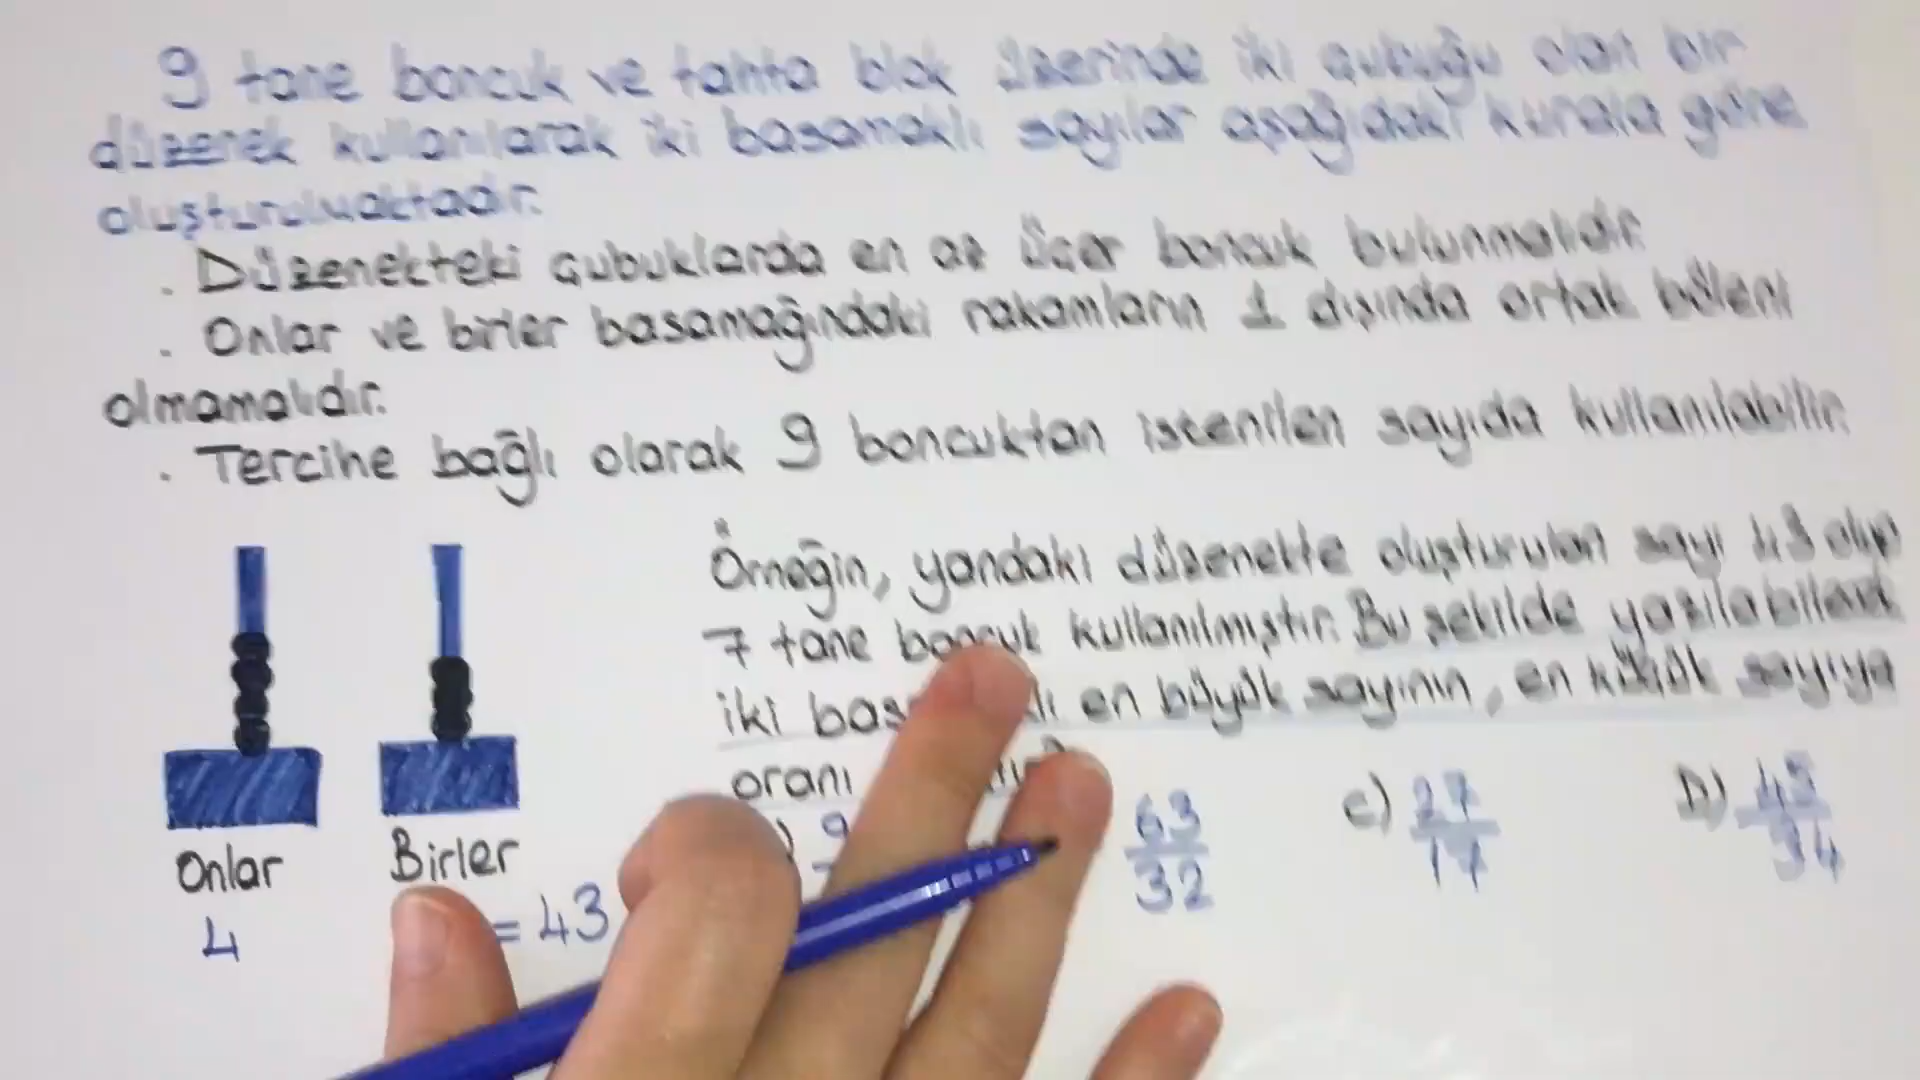 9 tane boncuk ve tahta blok üzerinde iki çubuğu olan bir
düzenek kullanılarak iki basamaklı sayılar aşağıdaki kurala göre
oluşturulmaktadır.
. Düzenekteki çubuklarda en az üçer boncuk bulunmalıdır.
. Onlar ve birler basamağındaki rakamların 1 dışında ortak böleni
olmamalıdır.
. Tercihe bağlı olarak 9 boncuktan istenilen sayıda kullanılabilir.
Örneğin, yandaki düzenekte oluşturulan sayı 43 olup
7 tane boncuk kullanılmıştır. Bu şekilde yazılabilecek
iki en büyük sayının, en küçük sayıya
oranı
63/32 C) 27/17 D) 45/34
Onlar Birler
4 = 43